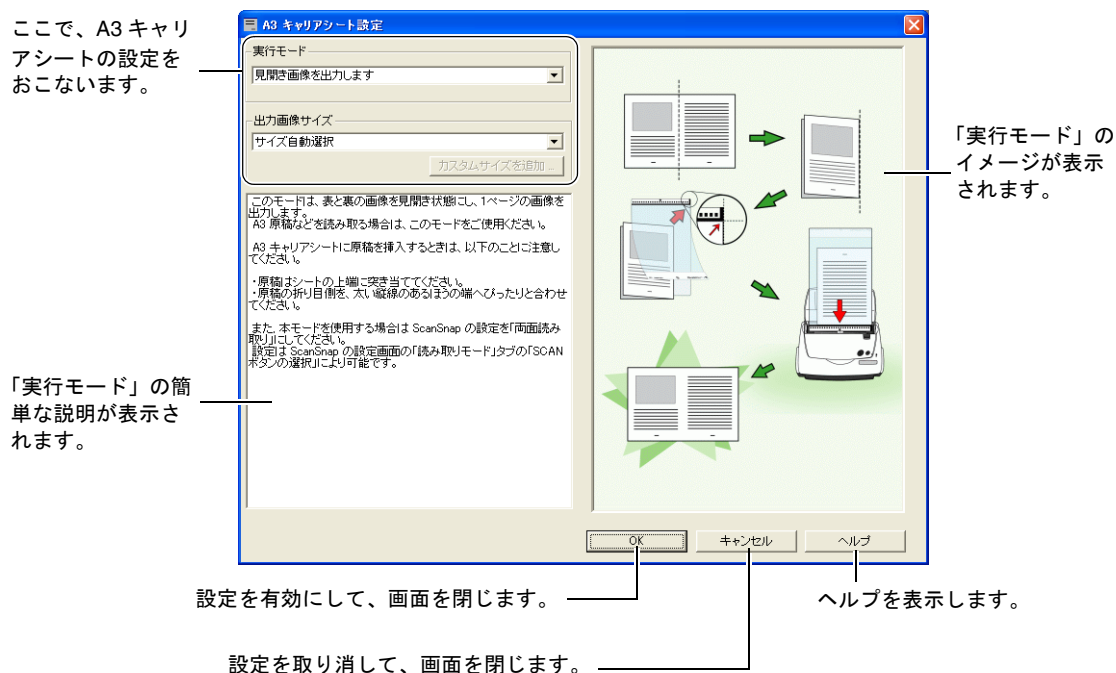 ここで、A3 キャリ
アシートの設定を
おこないます。
A3 キャリアシート設定
実行モード
見開き画像を出力します
出力画像サイズ
サイズ自動選択
カスタムサイズを追加...
このモードは、表と裏の画像を見開き状態にし、1ページの画像を
出力します。
A3 原稿などを読み取る場合は、このモードをご使用ください。
A3 キャリアシートに原稿を挿入するときは、以下のことに注意し
てください。
・原稿はシートの上端に突き当ててください。
・原稿の折り目側を、太い縦線のあるほうの端へぴったりと合わせ
てください。
また、本モードを使用する場合は ScanSnap の設定を「両面読み
取り」にしてください。
設定は ScanSnap の設定画面の「読み取りモード」タブの「SCAN
ボタンの選択」により可能です。
「実行モード」の
イメージが表示
されます。
「実行モード」の簡
単な説明が表示さ
れます。
OK
キャンセル
ヘルプ
設定を有効にして、画面を閉じます。
ヘルプを表示します。
設定を取り消して、画面を閉じます。